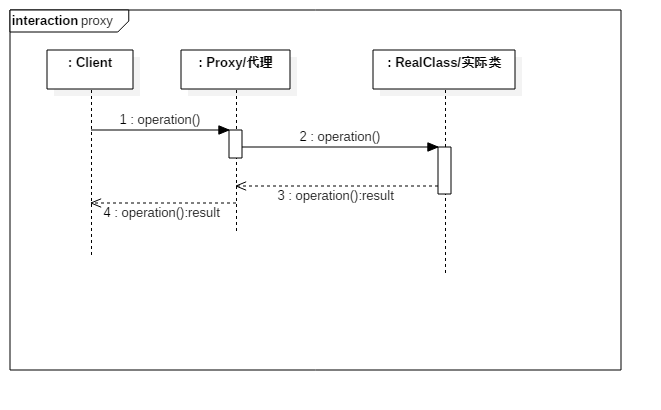 interaction proxy
: Client
: Proxy/代理
: RealClass/实际类
1 : operation()
2 : operation()
3 : operation():result
4 : operation():result